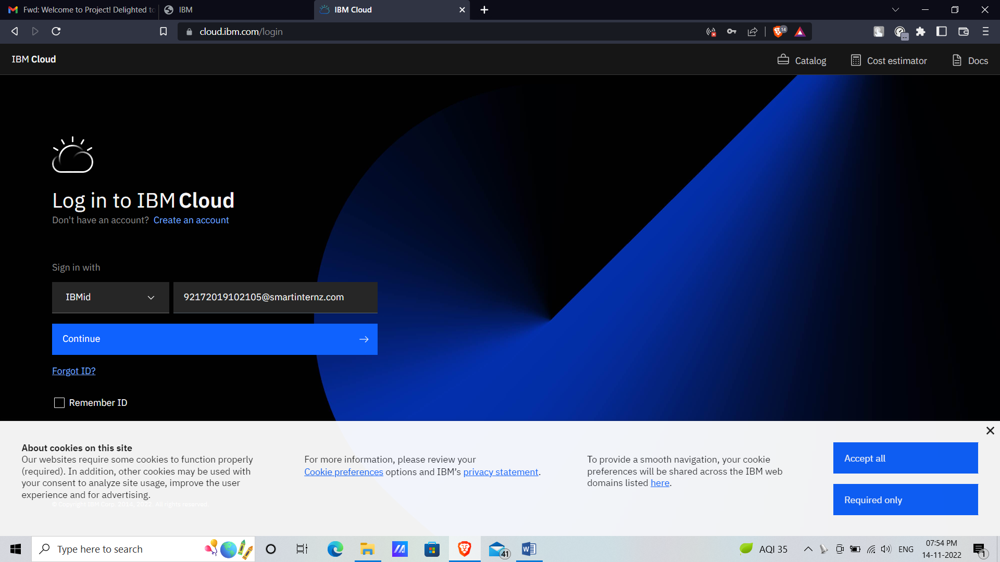 Fwd: Welcome to Project! Delighted to
IBM
IBM Cloud
cloud.ibm.com/login
14
IBM Cloud
Catalog
Cost estimator
Docs
Log in to IBM Cloud
Don't have an account? Create an account
Sign in with
IBMid
92172019102105@smartinternz.com
Continue
Forgot ID?
Remember ID
About cookies on this site
Our websites require some cookies to function properly
(required). In addition, other cookies may be used with
your consent to analyze site usage, improve the user
experience and for advertising.
© Copyright IBM Corp. 2014, 2022. All rights reserved.
For more information, please review your
Cookie preferences options and IBM's privacy statement.
To provide a smooth navigation, your cookie
preferences will be shared across the IBM web
domains listed here.
Accept all
Required only
Type here to search
41
AQI 35
ENG
07:54 PM
14-11-2022
1